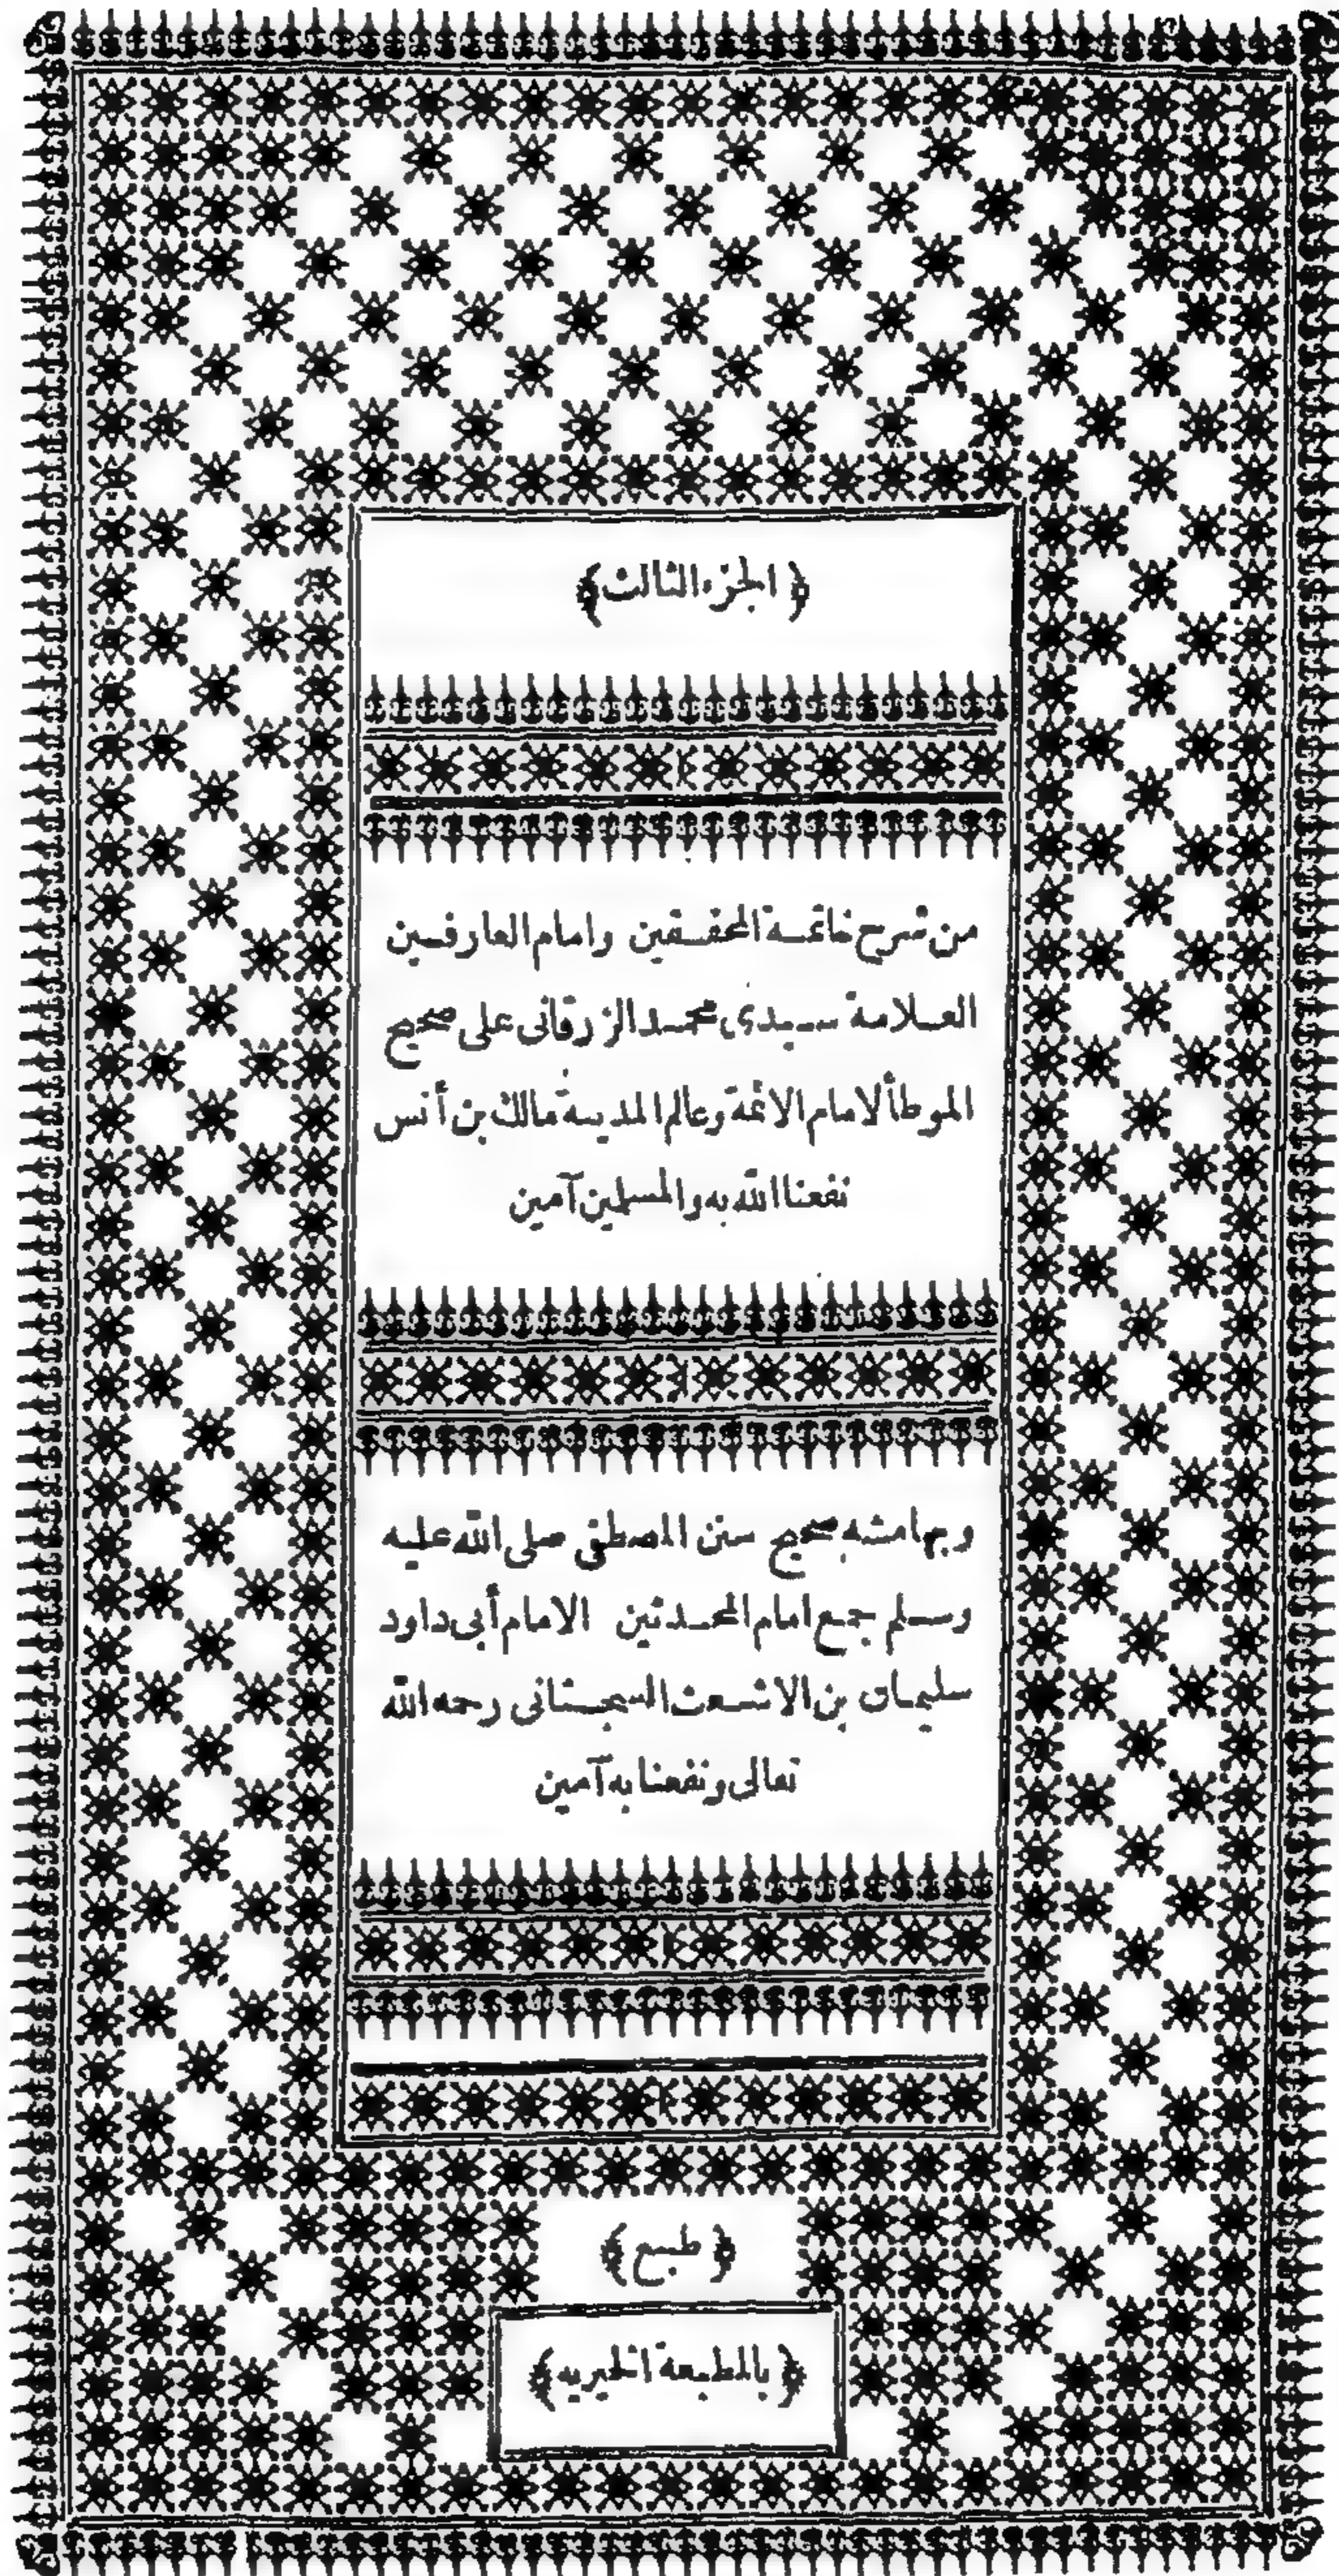 ﴿ الجزء الثالث ﴾
من شرح خاتمة المحققين وامام العارفين
العلامة سيدى محمد الزرقانى على صحيح
الموطأ لامام الائمة وعالم المدينة مالك بن أنس
نفعنا الله به والمسلمين آمين
وبهامشه صحيح سنن المصطفى صلى الله عليه
وسلم جمع امام المحدثين الامام أبى داود
سليمان بن الاشعث السجستانى رحمه الله
تعالى ونفعنا به آمين
﴿ طبع ﴾
﴿ بالمطبعة الخيريه ﴾